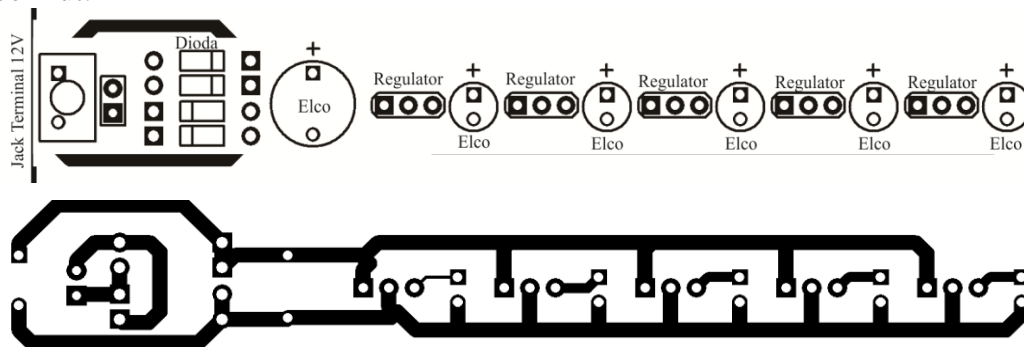 Jack Terminal 12V
Dioda
+
Elco
Regulator
+
Elco
Regulator
+
Elco
Regulator
+
Elco
Regulator
+
Elco
Regulator
+
Elco